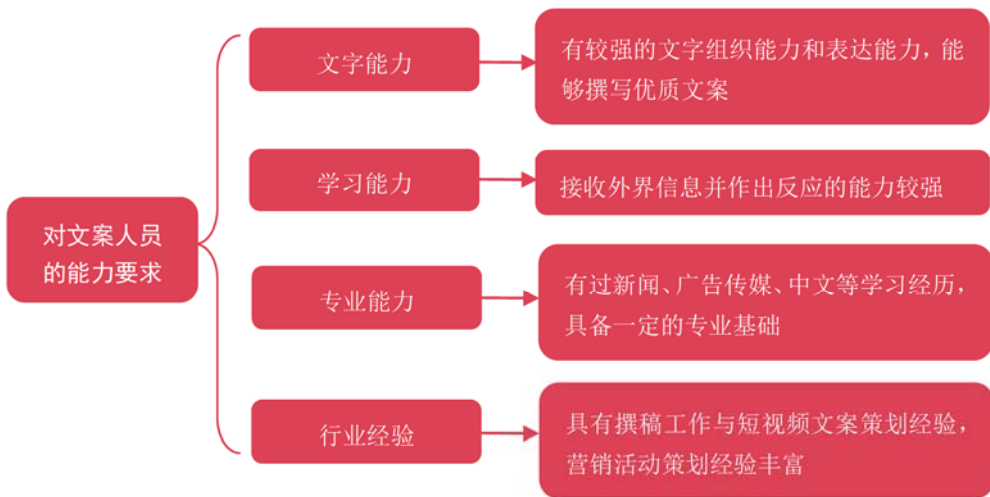 对文案人员
的能力要求
文字能力
有较强的文字组织能力和表达能力，能
够撰写优质文案
学习能力
接收外界信息并作出反应的能力较强
专业能力
有过新闻、广告传媒、中文等学习经历，
具备一定的专业基础
行业经验
具有撰稿工作与短视频文案策划经验，
营销活动策划经验丰富